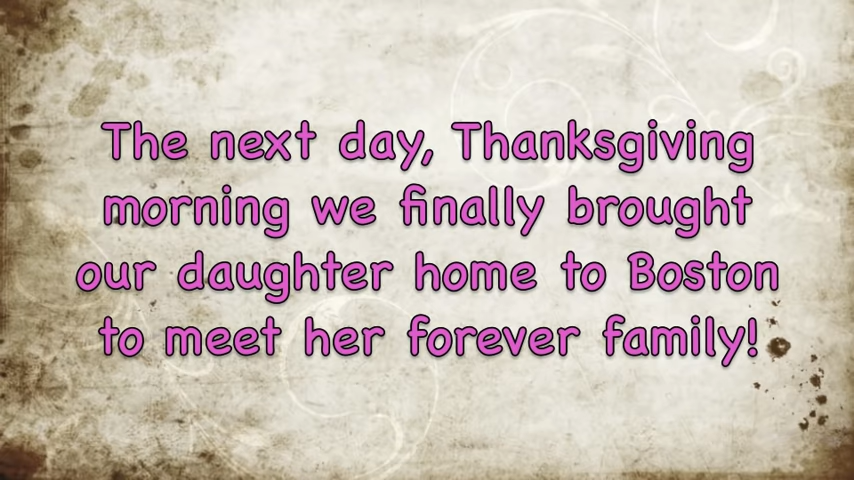 The next day, Thanksgiving
morning we finally brought
our daughter home to Boston
to meet her forever family!